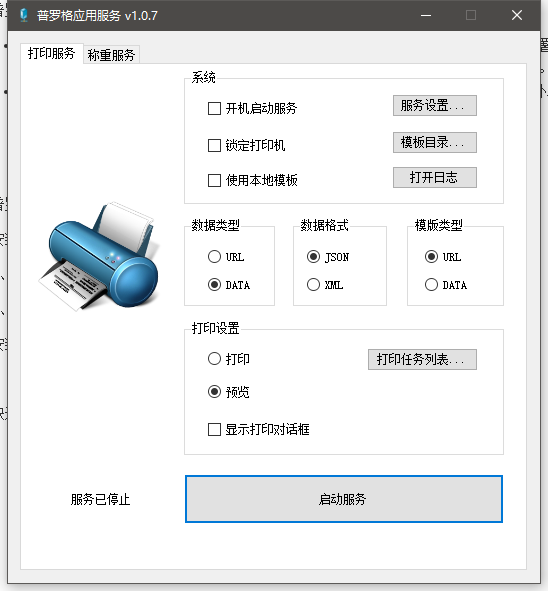 普罗格应用服务 v1.0.7
打印服务 称重服务
系统
开机启动服务 服务设置...
锁定打印机 模板目录...
使用本地模板 打开日志
数据类型 数据格式 模版类型
URL JSON URL
DATA XML DATA
打印设置
打印 打印任务列表...
预览
显示打印对话框
服务已停止 启动服务